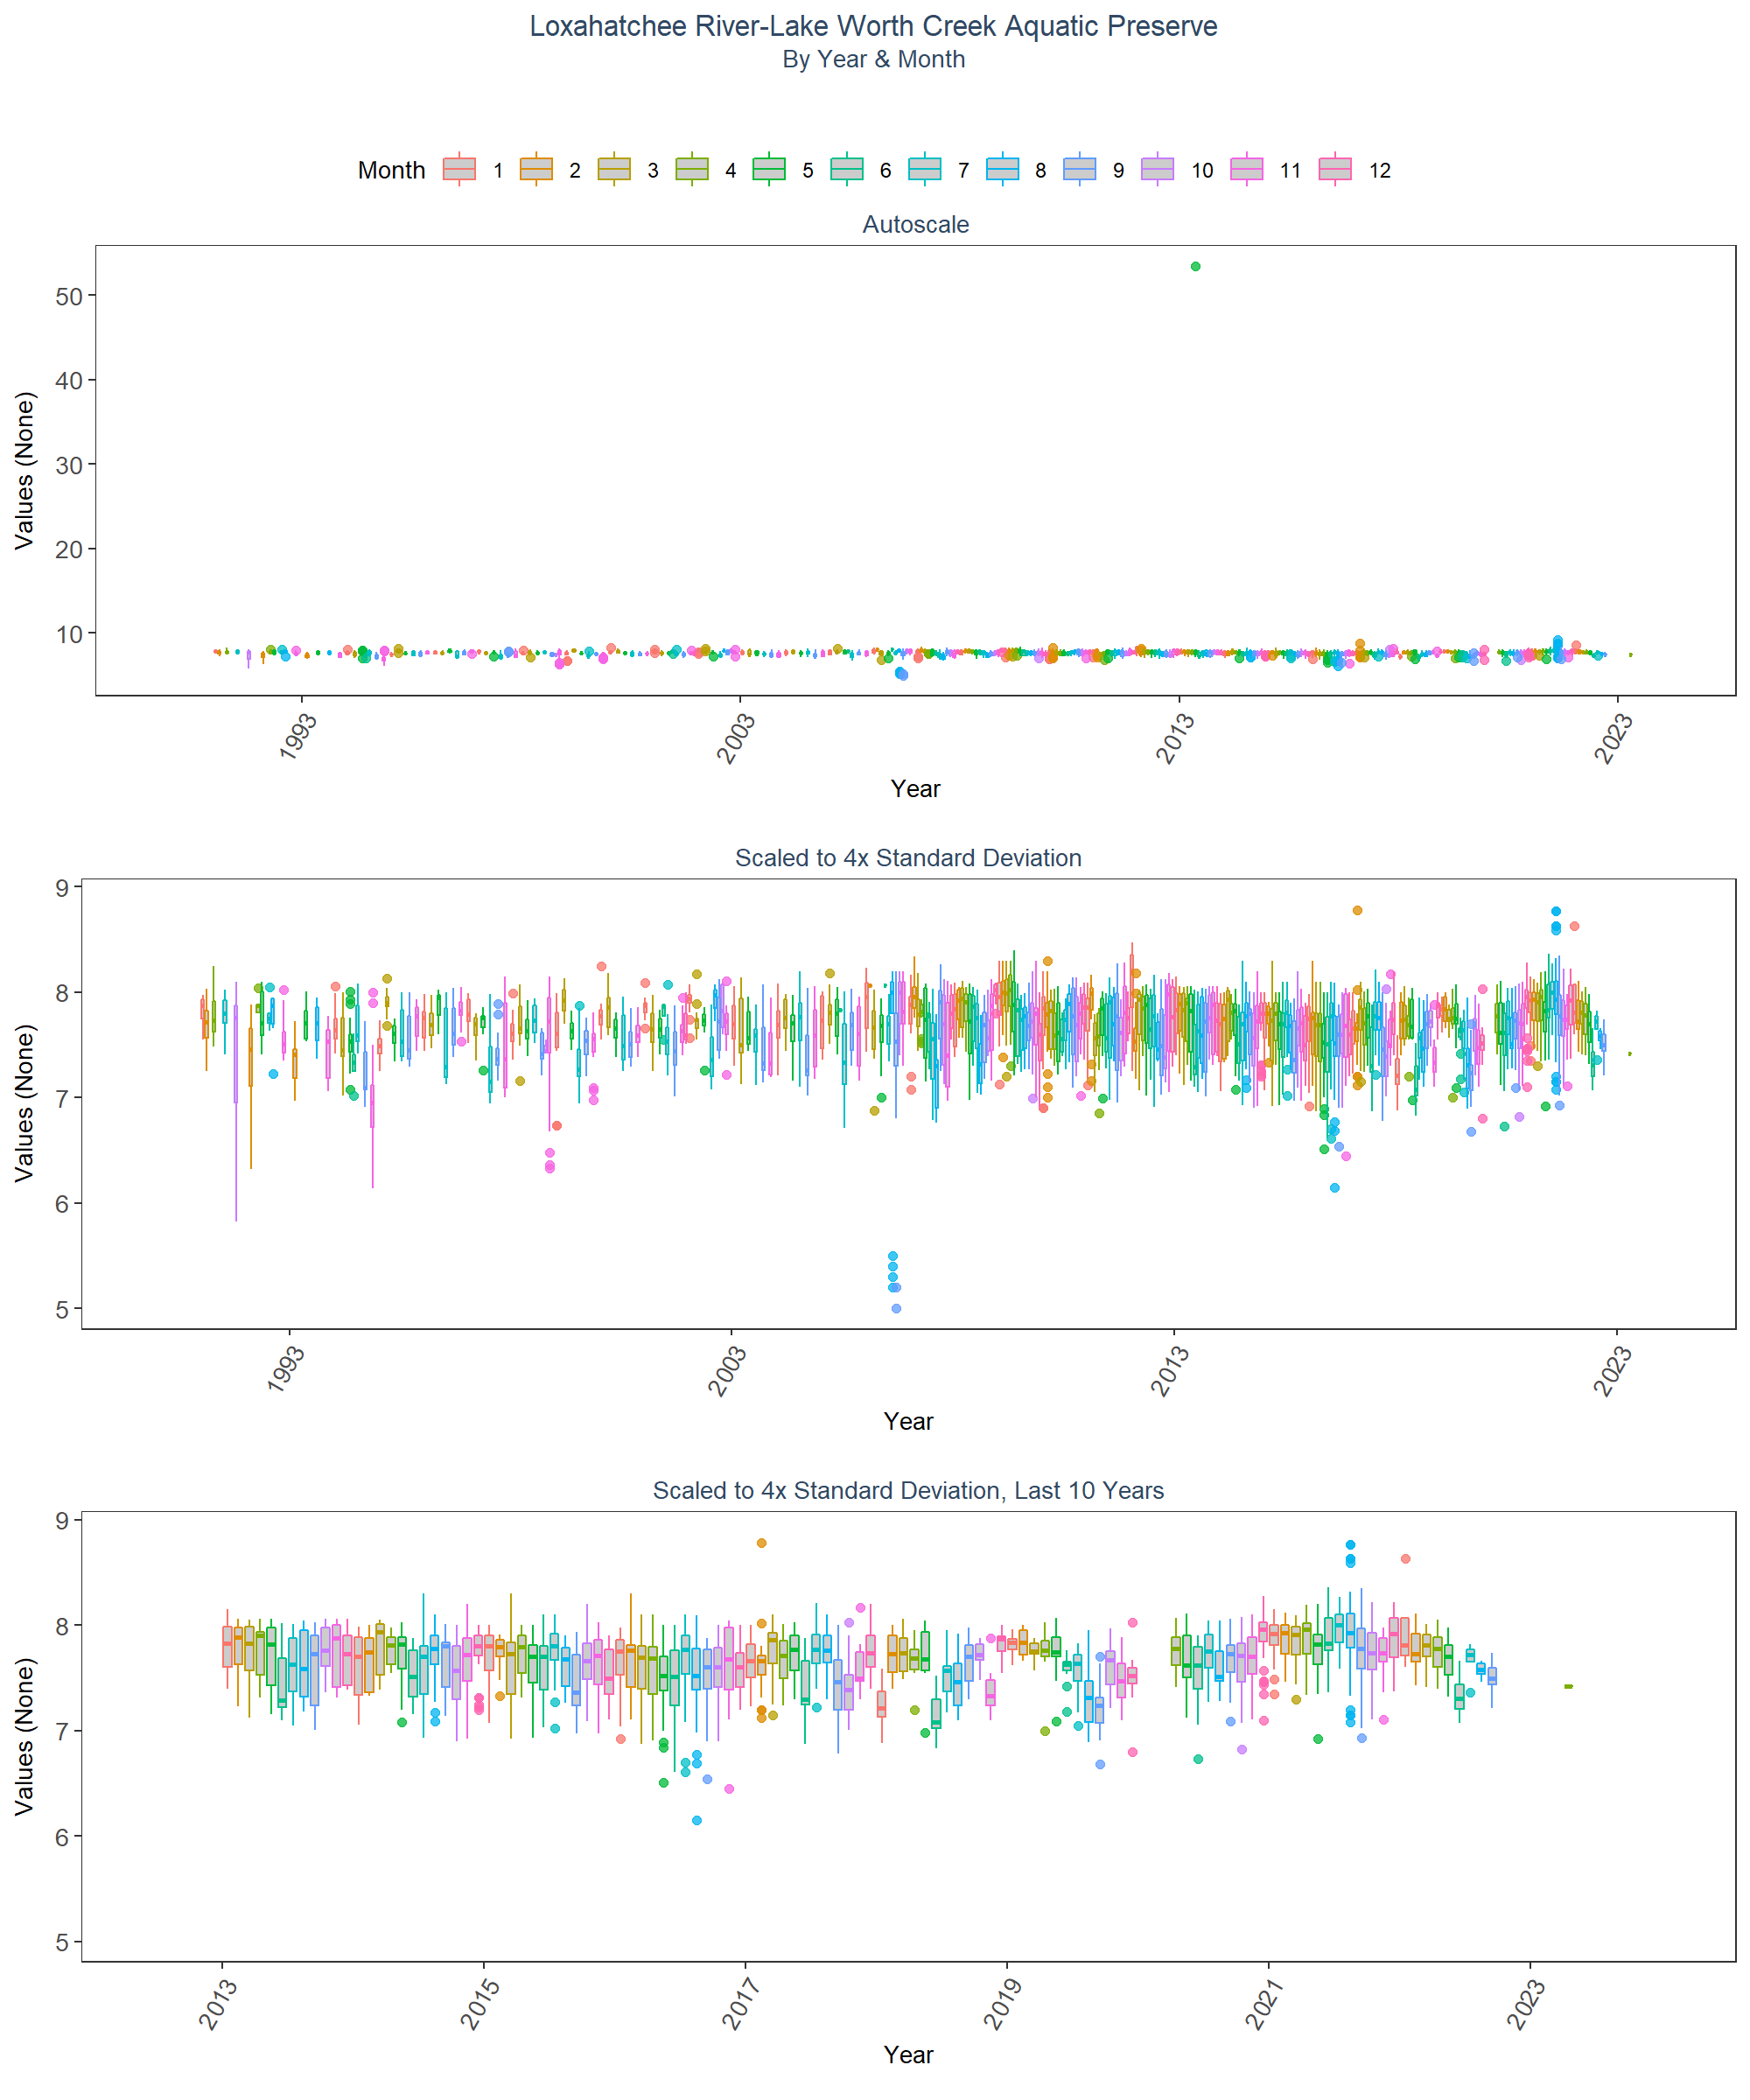 Loxahatchee River-Lake Worth Creek Aquatic Preserve
By Year & Month
Month 1 2 3 4 5 6 7 8 9 10 11 12
Autoscale
Values (None)
50
40
30
20
10
1993 2003 2013 2023
Year
Scaled to 4x Standard Deviation
Values (None)
9
8
7
6
5
1993 2003 2013 2023
Year
Scaled to 4x Standard Deviation, Last 10 Years
Values (None)
9
8
7
6
5
2013 2015 2017 2019 2021 2023
Year